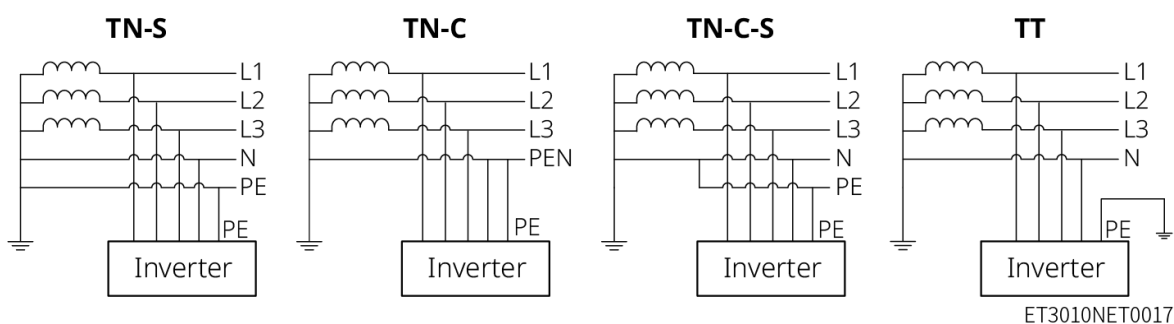 TN-S TN-C TN-C-S TT
L1 L1 L1 L1
L2 L2 L2 L2
L3 L3 L3 L3
N PEN N N
PE PE
PE PE PE PE
Inverter Inverter Inverter Inverter
ET3010NET0017